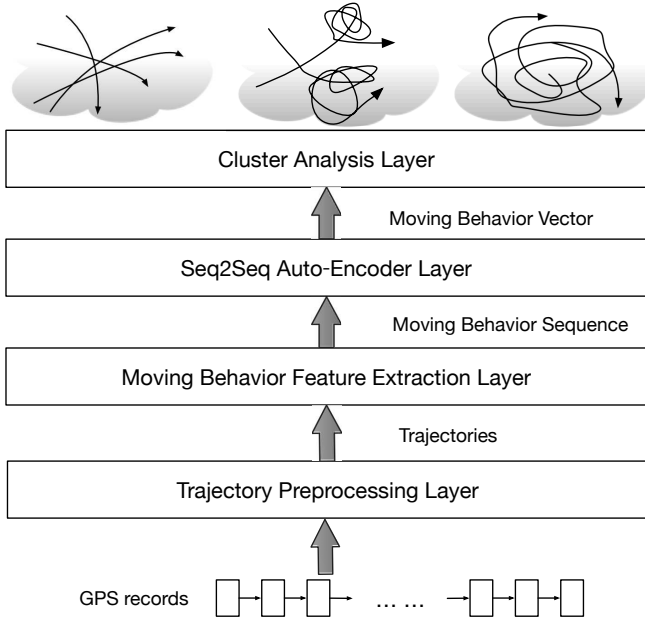 Cluster Analysis Layer
Moving Behavior Vector
Seq2Seq Auto-Encoder Layer
Moving Behavior Sequence
Moving Behavior Feature Extraction Layer
Trajectories
Trajectory Preprocessing Layer
GPS records
... ...